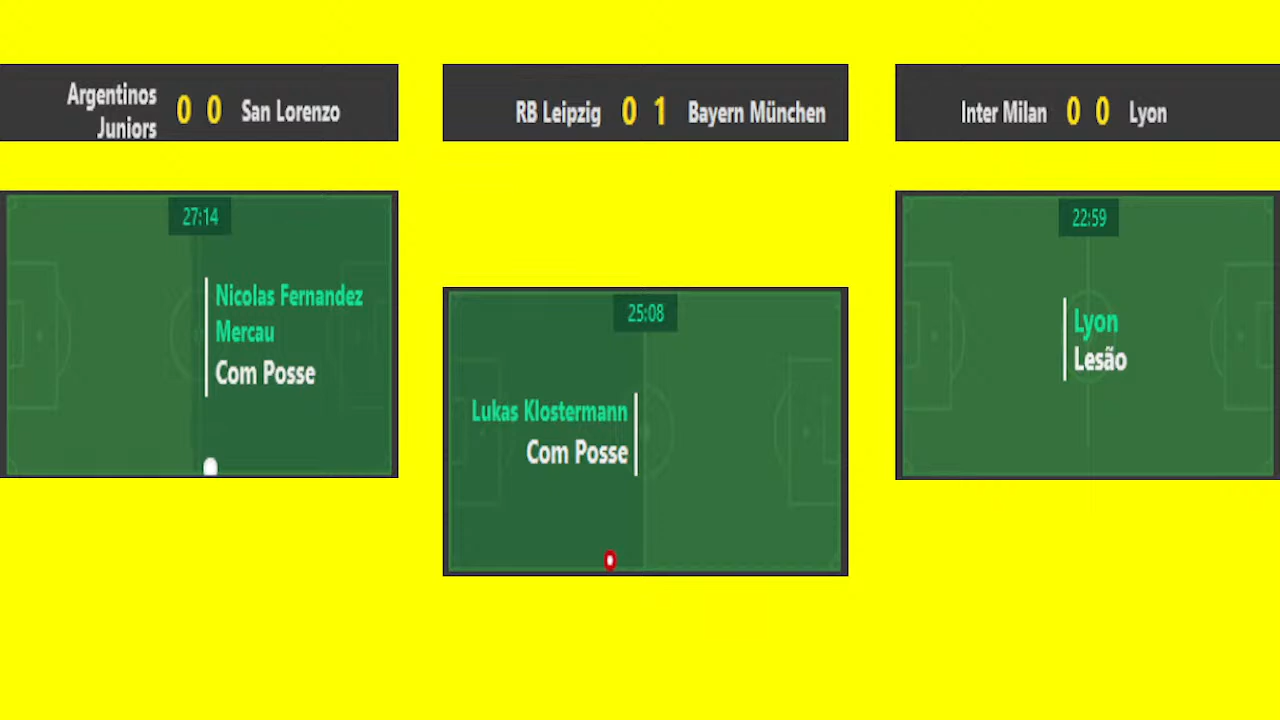 Argentinos
Juniors
0 0
San Lorenzo
RB Leipzig
0 1
Bayern München
Inter Milan
0 0
Lyon
27:14
Nicolas Fernandez
Mercau
Com Posse
25:08
Lukas Klostermann
Com Posse
22:59
Lyon
Lesão